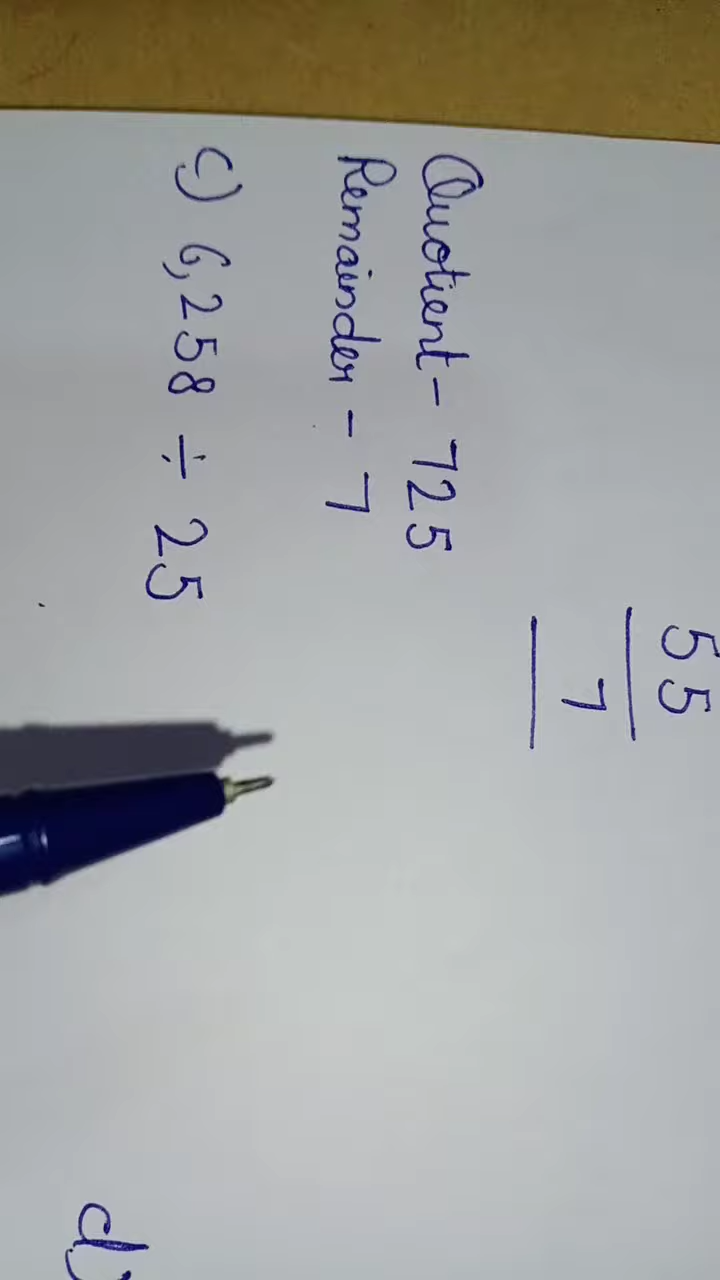 55
7
Quotient - 725
Remainder - 7
c) 6,258 ÷ 25
d)